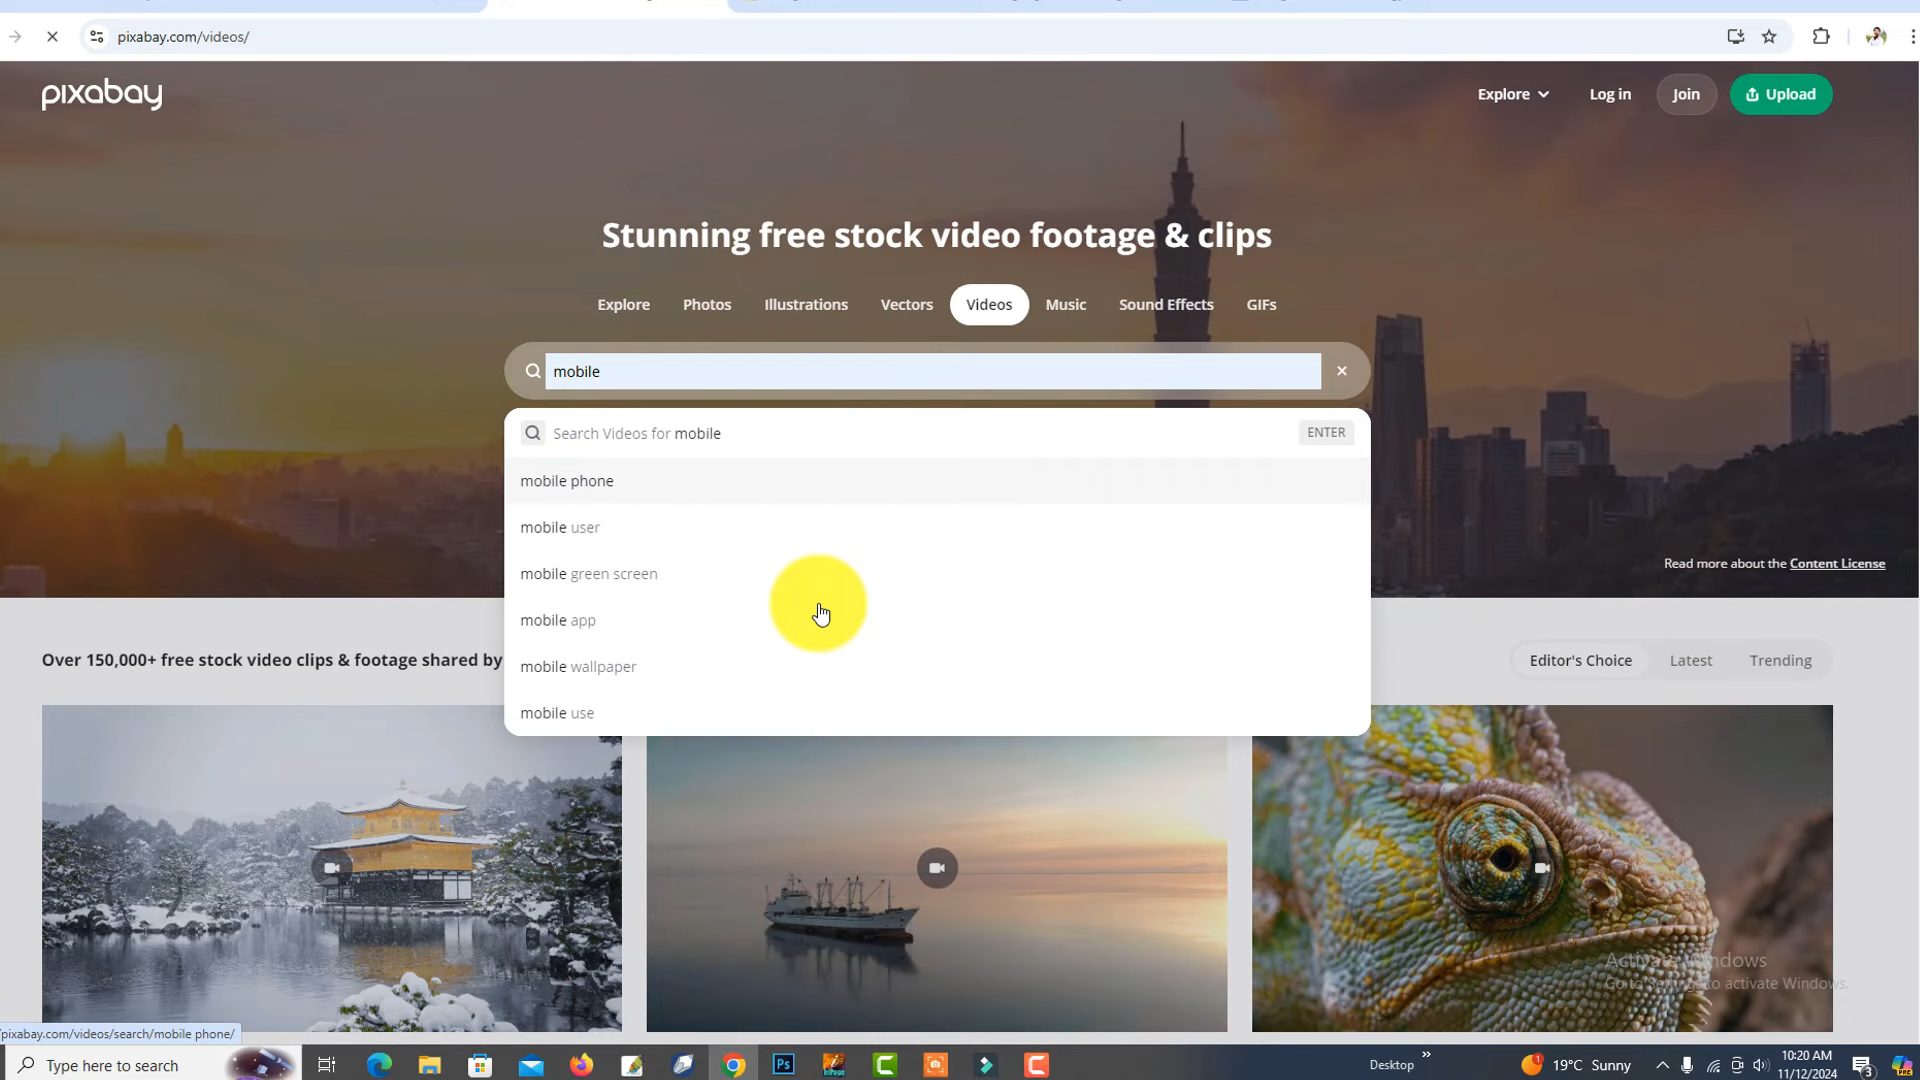 pixabay.com/videos/
pixabay
Explore
Log in
Join
Upload
Stunning free stock video footage & clips
Explore
Photos
Illustrations
Vectors
Videos
Music
Sound Effects
GIFs
mobile
Search Videos for mobile
ENTER
mobile phone
mobile user
mobile green screen
mobile app
mobile wallpaper
mobile use
Read more about the Content License
Over 150,000+ free stock video clips & footage shared by
Editor's Choice
Latest
Trending
Activate Windows
Go to Settings to activate Windows.
pixabay.com/videos/search/mobile phone/
Type here to search
Ps
Desktop
19°C Sunny
10:20 AM
11/12/2024
3